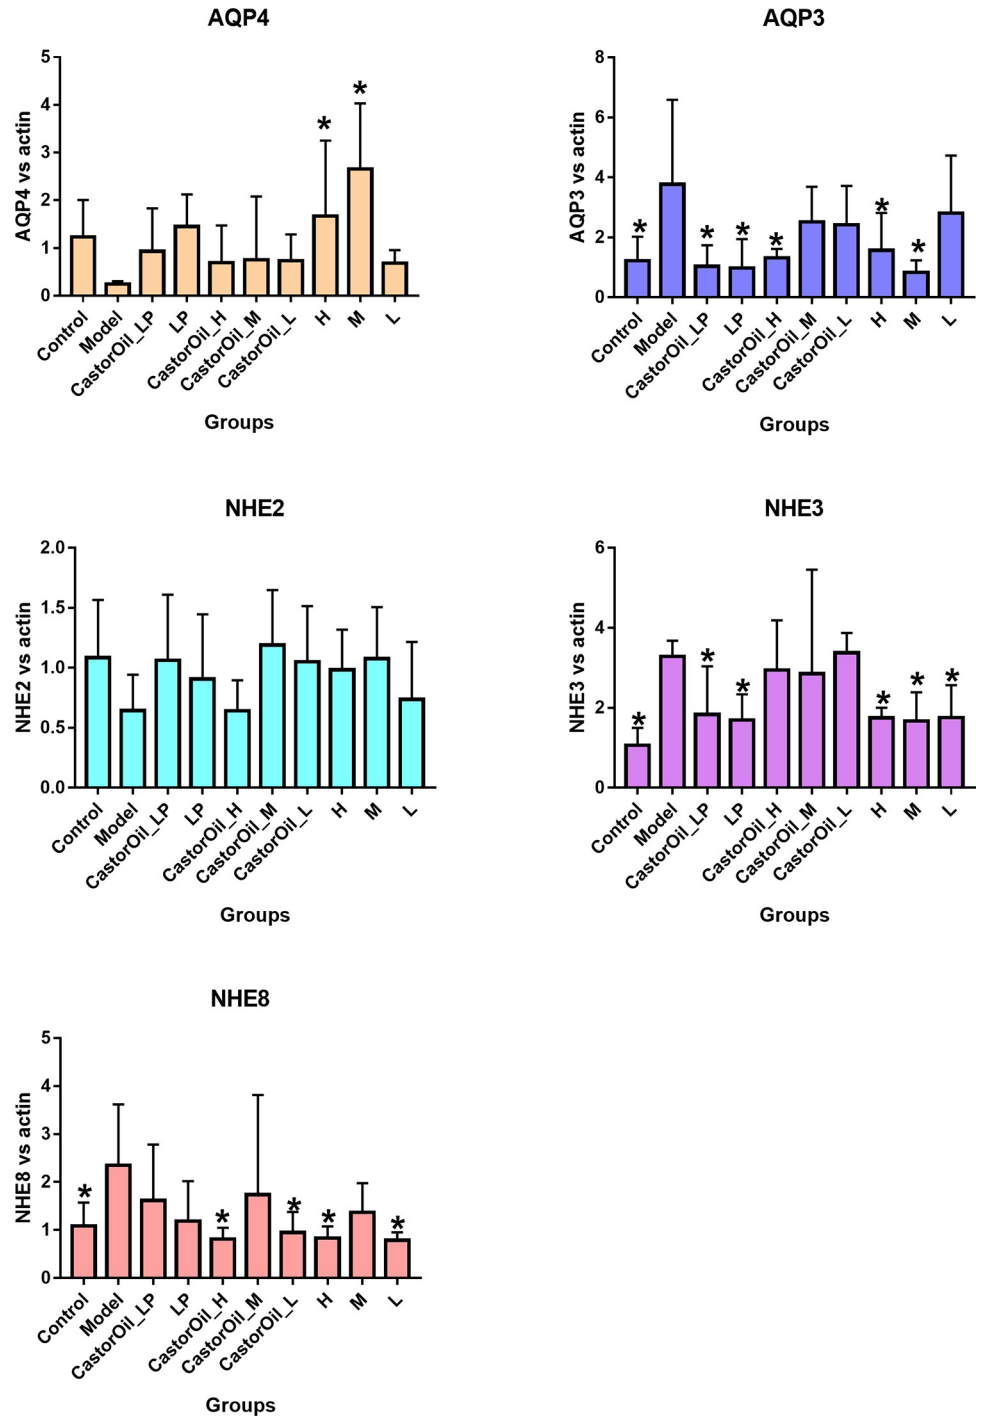 AQP4
AQP4 vs actin
5
4
3
2
1
0
*
*
Control
Model
CastorOil_LP
LP
CastorOil_H
CastorOil_M
CastorOil_L
H
M
L
Groups
AQP3
AQP3 vs actin
8
6
4
2
0
*
*
*
*
*
*
Control
Model
CastorOil_LP
LP
CastorOil_H
CastorOil_M
CastorOil_L
H
M
L
Groups
NHE2
NHE2 vs actin
2.0
1.5
1.0
0.5
0.0
Control
Model
CastorOil_LP
LP
CastorOil_H
CastorOil_M
CastorOil_L
H
M
L
Groups
NHE3
NHE3 vs actin
6
4
2
0
*
*
*
*
*
*
Control
Model
CastorOil_LP
LP
CastorOil_H
CastorOil_M
CastorOil_L
H
M
L
Groups
NHE8
NHE8 vs actin
5
4
3
2
1
0
*
*
*
*
*
Control
Model
CastorOil_LP
LP
CastorOil_H
CastorOil_M
CastorOil_L
H
M
L
Groups